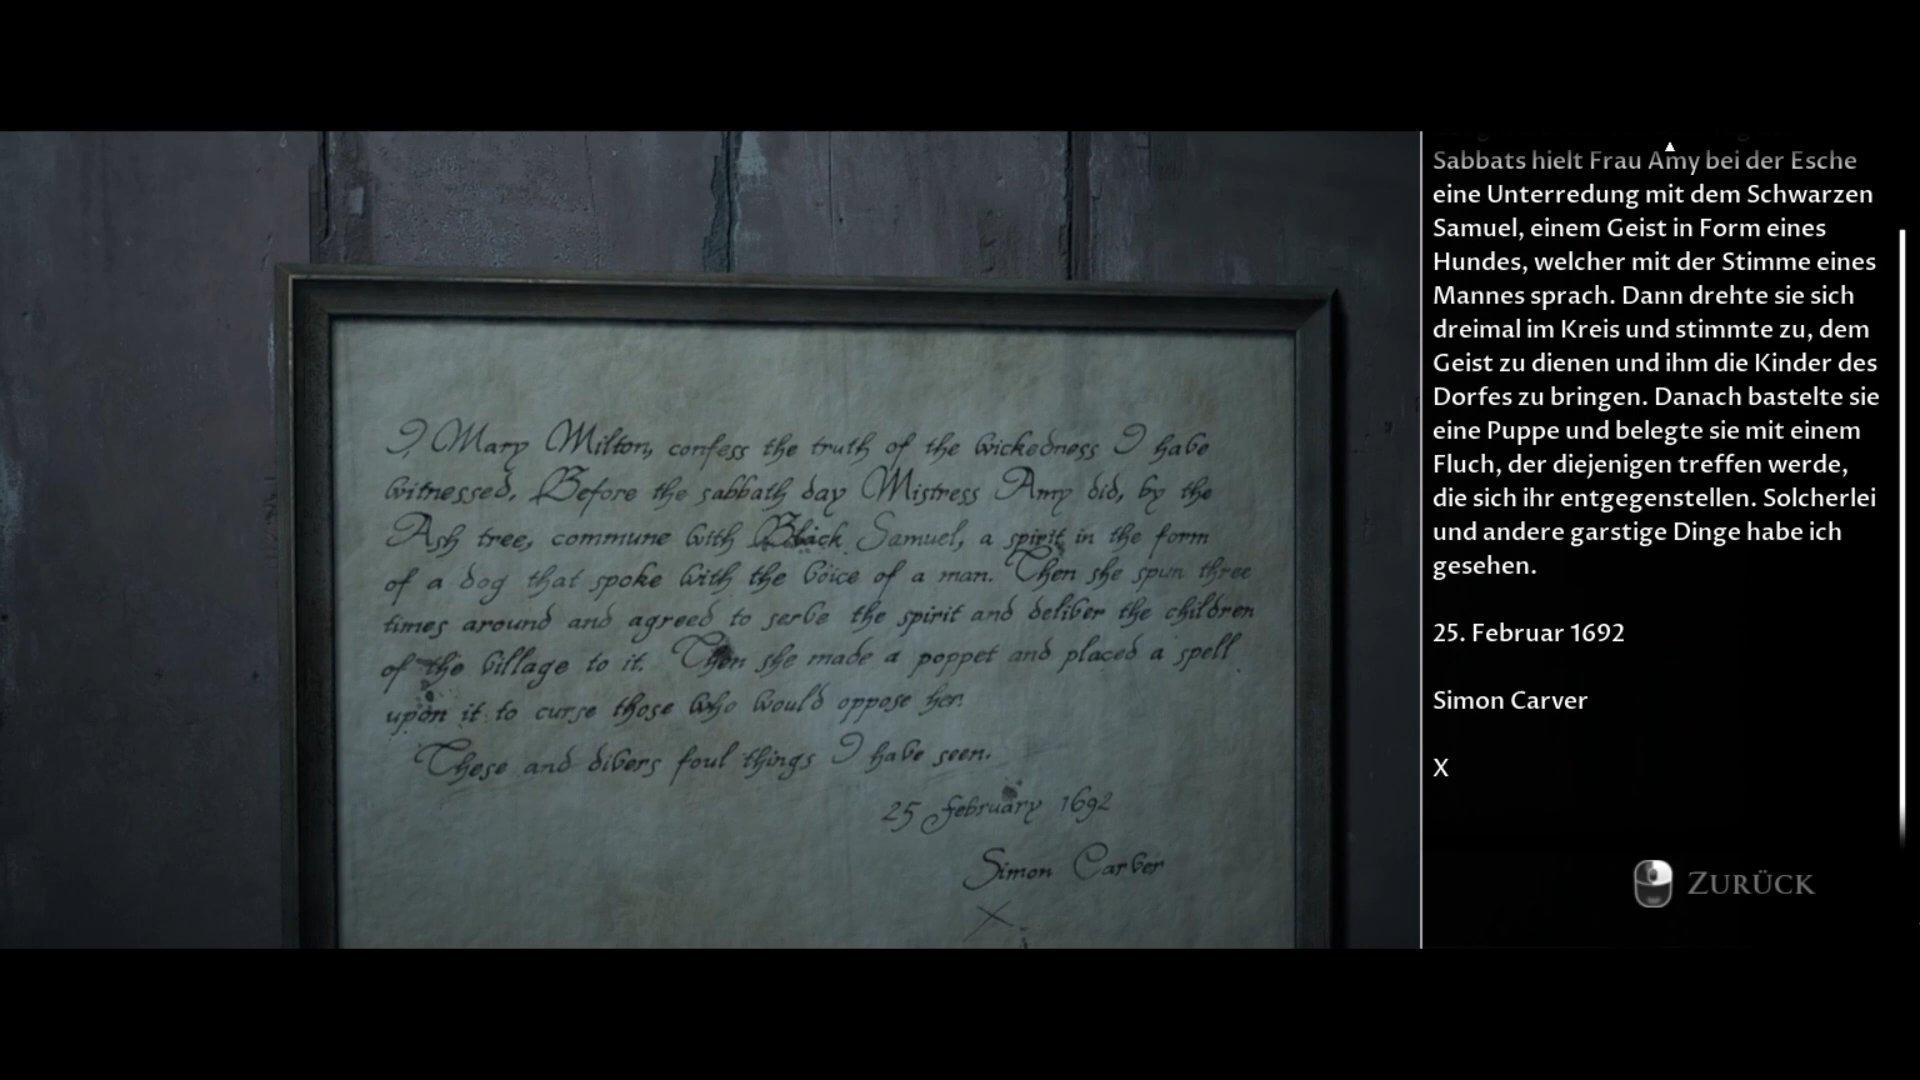 I, Mary Milton, confess the truth of the wickedness I have
witnessed. Before the sabbath day Mistress Amy did, by the
Ash tree, commune with Black Samuel, a spirit in the form
of a dog that spoke with the voice of a man. Then she spun three
times around and agreed to serve the spirit and deliver the children
of the village to it. Then she made a poppet and placed a spell
upon it to curse those who would oppose her.
These and divers foul things I have seen.
25 February 1692
Simon Carver
X
Sabbats hielt Frau Amy bei der Esche
eine Unterredung mit dem Schwarzen
Samuel, einem Geist in Form eines
Hundes, welcher mit der Stimme eines
Mannes sprach. Dann drehte sie sich
dreimal im Kreis und stimmte zu, dem
Geist zu dienen und ihm die Kinder des
Dorfes zu bringen. Danach bastelte sie
eine Puppe und belegte sie mit einem
Fluch, der diejenigen treffen werde,
die sich ihr entgegenstellen. Solcherlei
und andere garstige Dinge habe ich
gesehen.
25. Februar 1692
Simon Carver
X
ZURÜCK